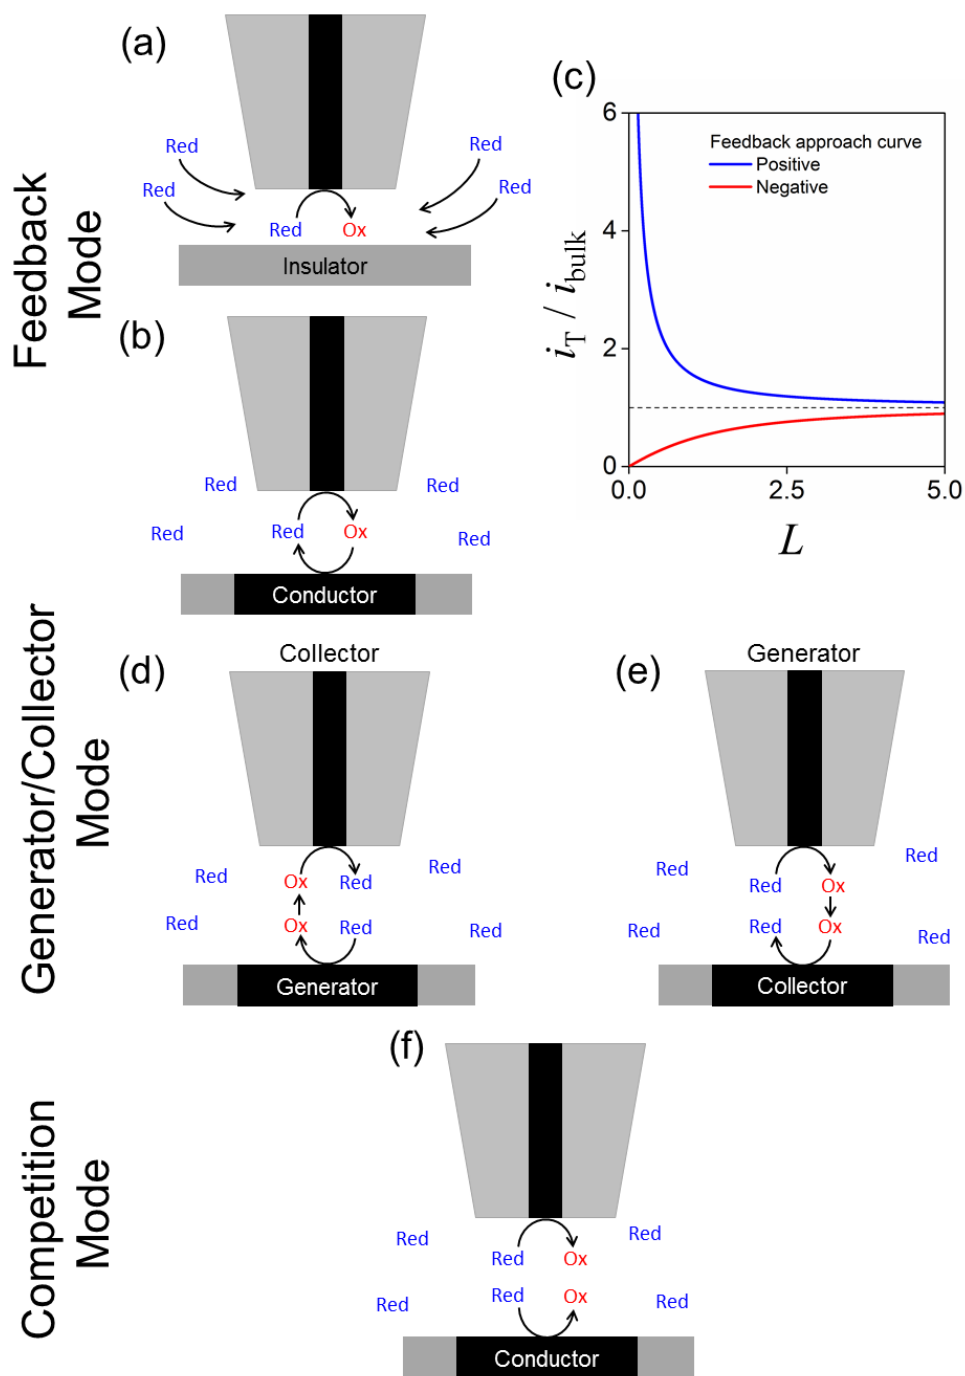 Feedback
Mode
(a)
Red
Red
Red
Red
Red Ox
Insulator
(b)
Red
Red
Red
Red Ox
Red
Conductor
(c)
6
4
2
0
0.0 2.5 5.0
Feedback approach curve
Positive
Negative
i_T / i_bulk
L
Generator/Collector
Mode
(d)
Collector
Red
Red
Ox Red
Red
Ox Red
Red
Generator
(e)
Generator
Red
Red Ox
Red
Red Ox
Red
Collector
Competition
Mode
(f)
Red
Red
Red Ox
Red
Red Ox
Red
Conductor